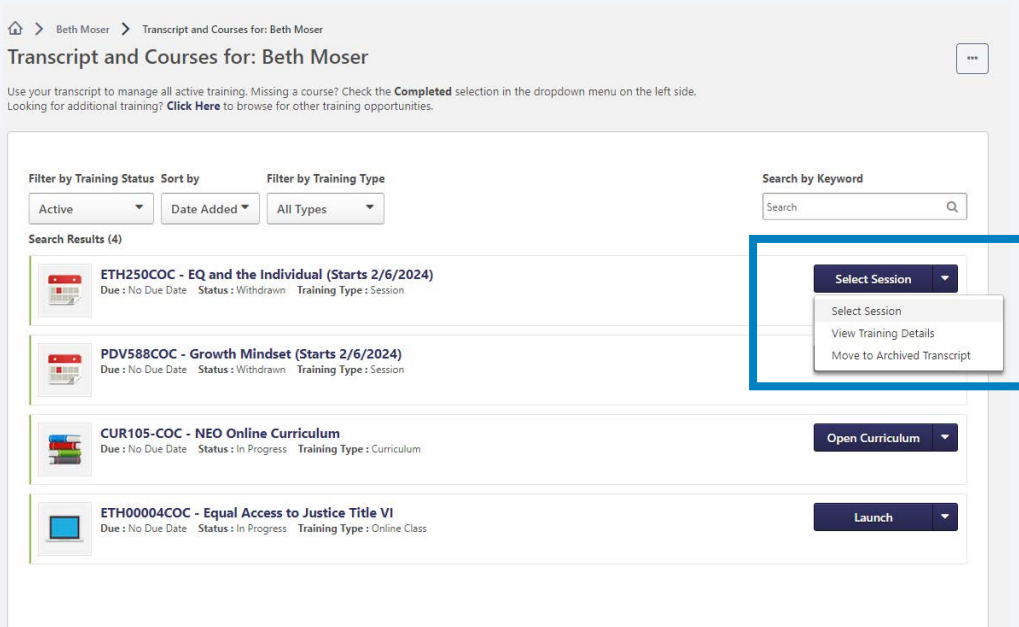 Beth Moser Transcript and Courses for: Beth Moser
Transcript and Courses for: Beth Moser
Use your transcript to manage all active training. Missing a course? Check the Completed selection in the dropdown menu on the left side.
Looking for additional training? Click Here to browse for other training opportunities.
Filter by Training Status Sort by Filter by Training Type Search by Keyword
Active Date Added All Types Search
Search Results (4)
ETH250COC - EQ and the Individual (Starts 2/6/2024)
Due : No Due Date Status : Withdrawn Training Type : Session
Select Session
Select Session
View Training Details
Move to Archived Transcript
PDV588COC - Growth Mindset (Starts 2/6/2024)
Due : No Due Date Status : Withdrawn Training Type : Session
CUR105-COC - NEO Online Curriculum
Due : No Due Date Status : In Progress Training Type : Curriculum
Open Curriculum
ETH00004COC - Equal Access to Justice Title VI
Due : No Due Date Status : In Progress Training Type : Online Class
Launch